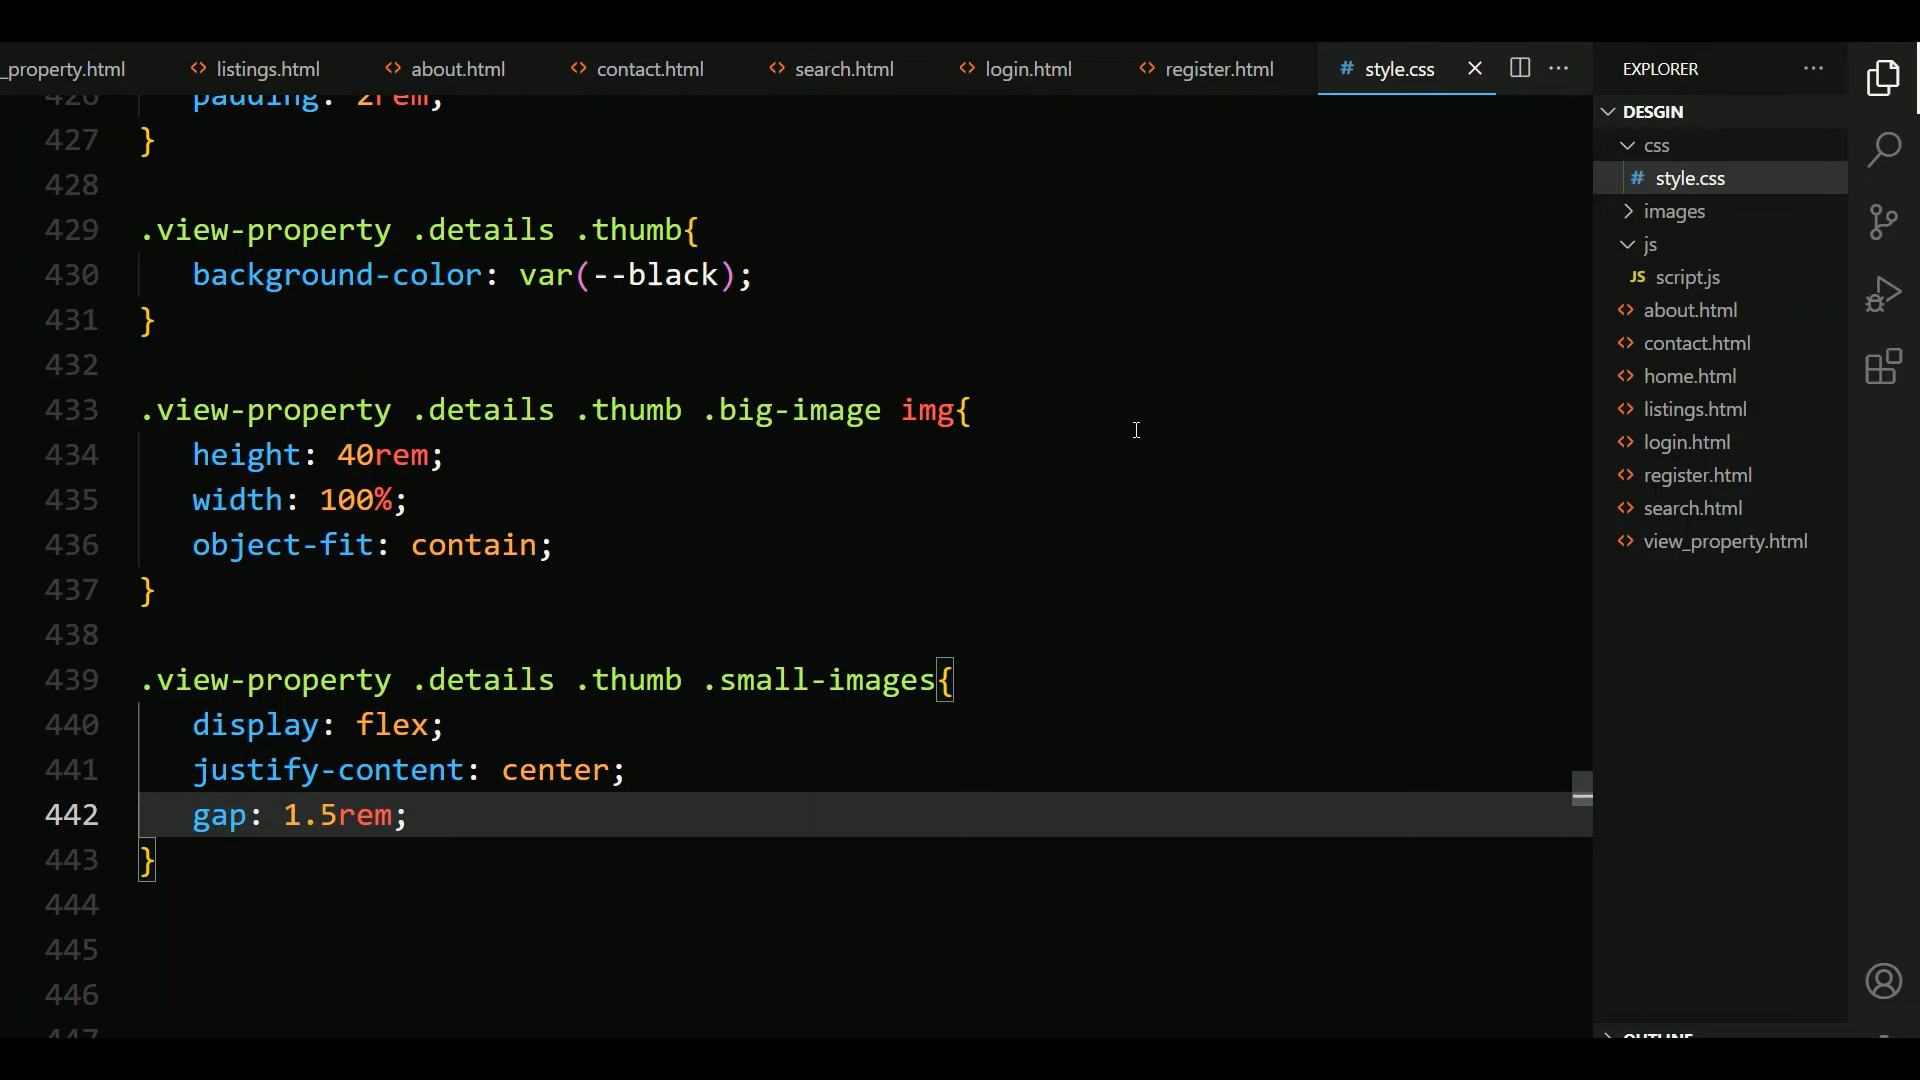 _property.html listings.html about.html contact.html search.html login.html register.html # style.css
EXPLORER
DESGIN
css
# style.css
images
js
JS script.js
about.html
contact.html
home.html
listings.html
login.html
register.html
search.html
view_property.html
OUTLINE
426 padding: 2rem;
427 }
428
429 .view-property .details .thumb{
430 background-color: var(--black);
431 }
432
433 .view-property .details .thumb .big-image img{
434 height: 40rem;
435 width: 100%;
436 object-fit: contain;
437 }
438
439 .view-property .details .thumb .small-images{
440 display: flex;
441 justify-content: center;
442 gap: 1.5rem;
443 }
444
445
446
447